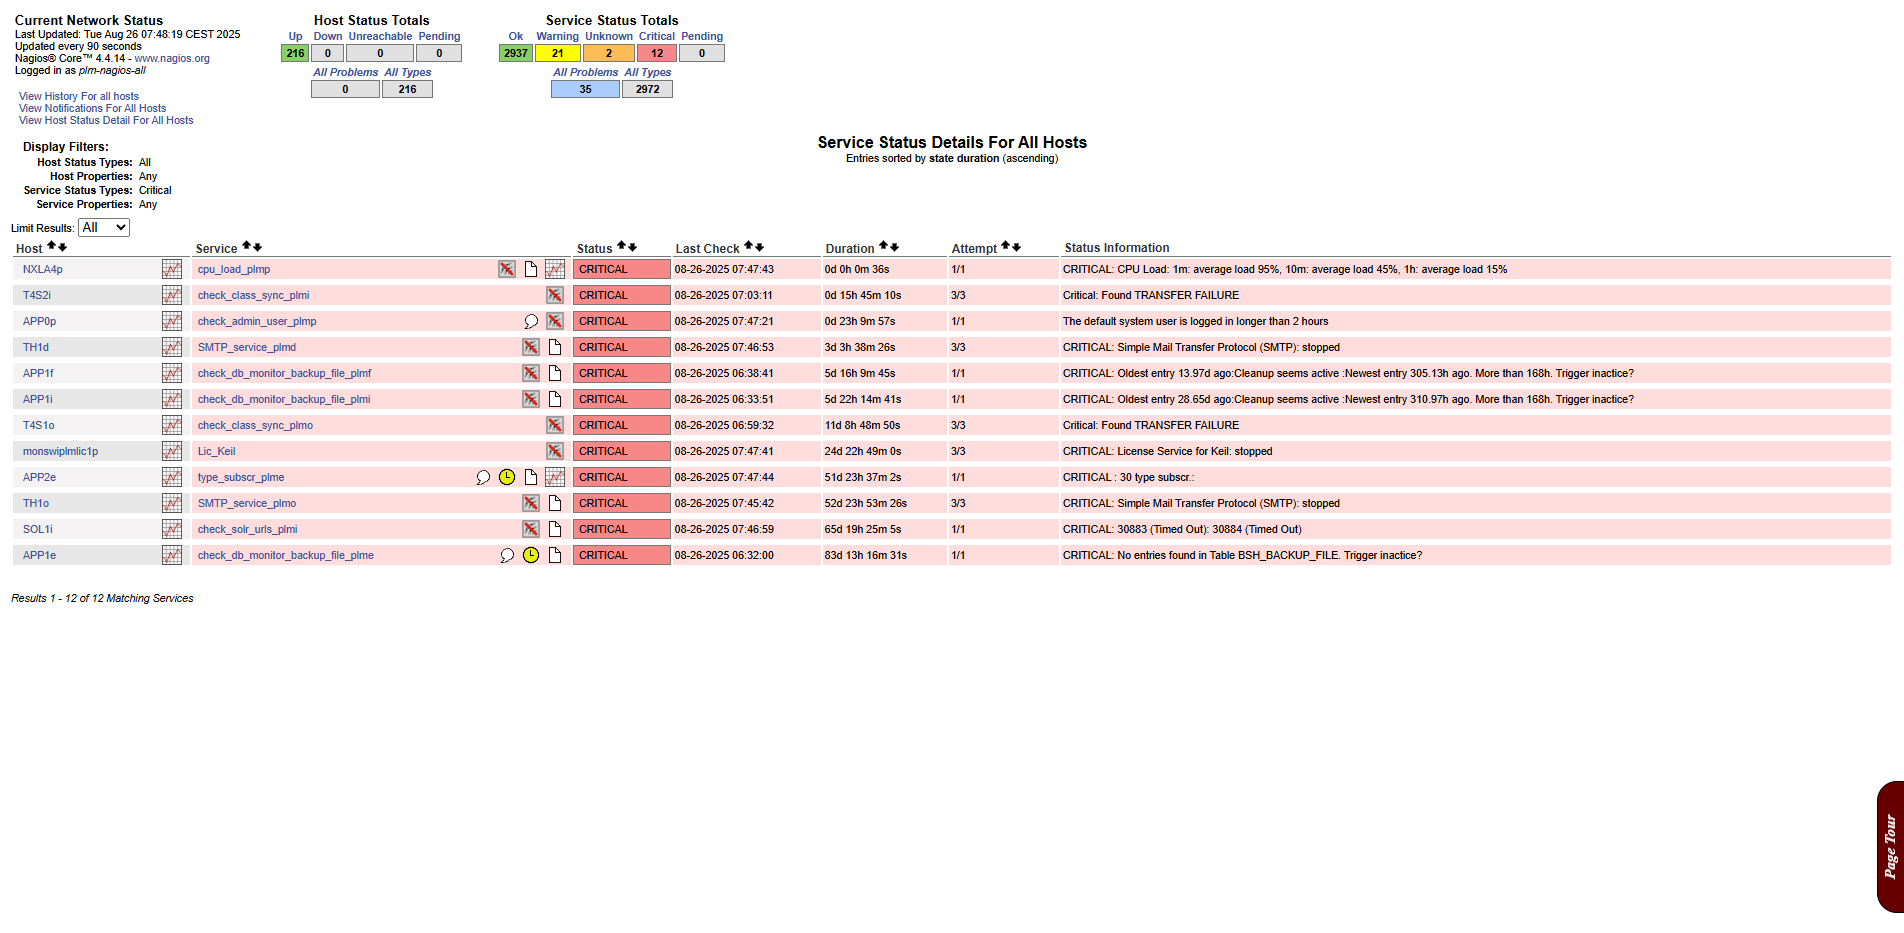 Current Network Status
Last Updated: Tue Aug 26 07:48:19 CEST 2025
Updated every 90 seconds
Nagios® Core™ 4.4.14 - www.nagios.org
Logged in as plm-nagios-all
View History For all hosts
View Notifications For All Hosts
View Host Status Detail For All Hosts
Host Status Totals
Up Down Unreachable Pending
216 0 0 0
All Problems All Types
0 216
Service Status Totals
Ok Warning Unknown Critical Pending
2937 21 2 12 0
All Problems All Types
35 2972
Display Filters:
Host Status Types: All
Host Properties: Any
Service Status Types: Critical
Service Properties: Any
Service Status Details For All Hosts
Entries sorted by state duration (ascending)
Limit Results: All
Host Service Status Last Check Duration Attempt Status Information
NXLA4p cpu_load_plmp CRITICAL 08-26-2025 07:47:43 0d 0h 0m 36s 1/1 CRITICAL: CPU Load: 1m: average load 95%, 10m: average load 45%, 1h: average load 15%
T4S2i check_class_sync_plmi CRITICAL 08-26-2025 07:03:11 0d 15h 45m 10s 3/3 Critical: Found TRANSFER FAILURE
APP0p check_admin_user_plmp CRITICAL 08-26-2025 07:47:21 0d 23h 9m 57s 1/1 The default system user is logged in longer than 2 hours
TH1d SMTP_service_plmd CRITICAL 08-26-2025 07:46:53 3d 3h 38m 26s 3/3 CRITICAL: Simple Mail Transfer Protocol (SMTP): stopped
APP1f check_db_monitor_backup_file_plmf CRITICAL 08-26-2025 06:38:41 5d 16h 9m 45s 1/1 CRITICAL: Oldest entry 13.97d ago:Cleanup seems active :Newest entry 305.13h ago. More than 168h. Trigger inactice?
APP1i check_db_monitor_backup_file_plmi CRITICAL 08-26-2025 06:33:51 5d 22h 14m 41s 1/1 CRITICAL: Oldest entry 28.65d ago:Cleanup seems active :Newest entry 310.97h ago. More than 168h. Trigger inactice?
T4S1o check_class_sync_plmo CRITICAL 08-26-2025 06:59:32 11d 8h 48m 50s 3/3 Critical: Found TRANSFER FAILURE
monswiplmlic1p Lic_Keil CRITICAL 08-26-2025 07:47:41 24d 22h 49m 0s 3/3 CRITICAL: License Service for Keil: stopped
APP2e type_subscr_plme CRITICAL 08-26-2025 07:47:44 51d 23h 37m 2s 1/1 CRITICAL : 30 type subscr.:
TH1o SMTP_service_plmo CRITICAL 08-26-2025 07:45:42 52d 23h 53m 26s 3/3 CRITICAL: Simple Mail Transfer Protocol (SMTP): stopped
SOL1i check_solr_urls_plmi CRITICAL 08-26-2025 07:46:59 65d 19h 25m 5s 1/1 CRITICAL: 30883 (Timed Out): 30884 (Timed Out)
APP1e check_db_monitor_backup_file_plme CRITICAL 08-26-2025 06:32:00 83d 13h 16m 31s 1/1 CRITICAL: No entries found in Table BSH_BACKUP_FILE. Trigger inactice?
Results 1 - 12 of 12 Matching Services
Page Tour